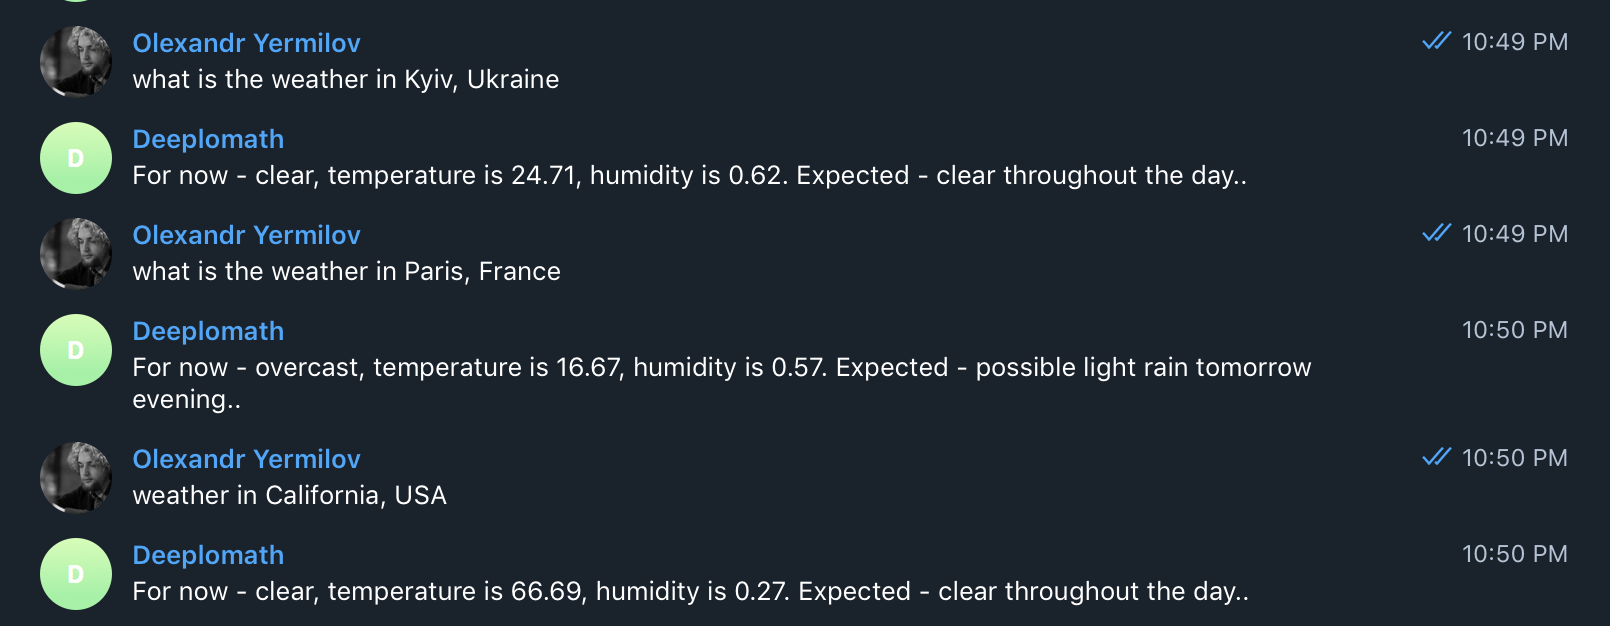 Olexandr Yermilov 10:49 PM
what is the weather in Kyiv, Ukraine
Deeplomath 10:49 PM
D
For now - clear, temperature is 24.71, humidity is 0.62. Expected - clear throughout the day..
Olexandr Yermilov 10:49 PM
what is the weather in Paris, France
Deeplomath 10:50 PM
D
For now - overcast, temperature is 16.67, humidity is 0.57. Expected - possible light rain tomorrow
evening..
Olexandr Yermilov 10:50 PM
weather in California, USA
Deeplomath 10:50 PM
D
For now - clear, temperature is 66.69, humidity is 0.27. Expected - clear throughout the day..